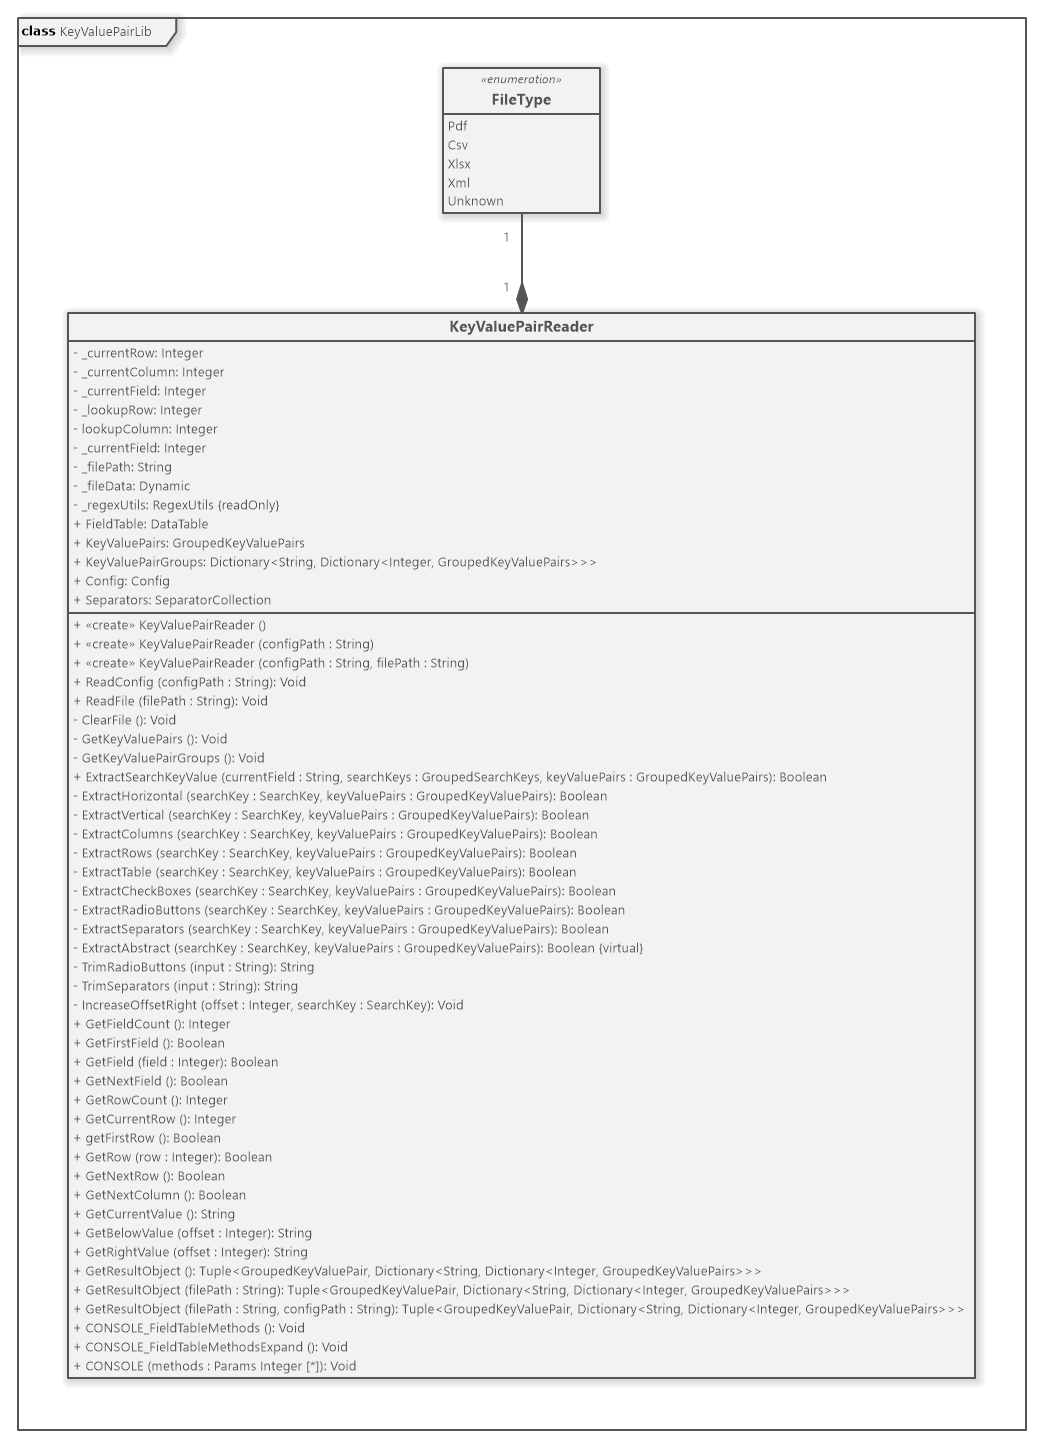 class KeyValuePairLib
«enumeration»
FileType
Pdf
Csv
Xlsx
Xml
Unknown
1
1
KeyValuePairReader
- _currentRow: Integer
- _currentColumn: Integer
- _currentField: Integer
- _lookupRow: Integer
- lookupColumn: Integer
- _currentField: Integer
- _filePath: String
- _fileData: Dynamic
- _regexUtils: RegexUtils {readOnly}
+ FieldTable: DataTable
+ KeyValuePairs: GroupedKeyValuePairs
+ KeyValuePairGroups: Dictionary<String, Dictionary<Integer, GroupedKeyValuePairs>>>
+ Config: Config
+ Separators: SeparatorCollection
+ «create» KeyValuePairReader ()
+ «create» KeyValuePairReader (configPath : String)
+ «create» KeyValuePairReader (configPath : String, filePath : String)
+ ReadConfig (configPath : String): Void
+ ReadFile (filePath : String): Void
- ClearFile (): Void
- GetKeyValuePairs (): Void
- GetKeyValuePairGroups (): Void
+ ExtractSearchKeyValue (currentField : String, searchKeys : GroupedSearchKeys, keyValuePairs : GroupedKeyValuePairs): Boolean
- ExtractHorizontal (searchKey : SearchKey, keyValuePairs : GroupedKeyValuePairs): Boolean
- ExtractVertical (searchKey : SearchKey, keyValuePairs : GroupedKeyValuePairs): Boolean
- ExtractColumns (searchKey : SearchKey, keyValuePairs : GroupedKeyValuePairs): Boolean
- ExtractRows (searchKey : SearchKey, keyValuePairs : GroupedKeyValuePairs): Boolean
- ExtractTable (searchKey : SearchKey, keyValuePairs : GroupedKeyValuePairs): Boolean
- ExtractCheckBoxes (searchKey : SearchKey, keyValuePairs : GroupedKeyValuePairs): Boolean
- ExtractRadioButtons (searchKey : SearchKey, keyValuePairs : GroupedKeyValuePairs): Boolean
- ExtractSeparators (searchKey : SearchKey, keyValuePairs : GroupedKeyValuePairs): Boolean
- ExtractAbstract (searchKey : SearchKey, keyValuePairs : GroupedKeyValuePairs): Boolean {virtual}
- TrimRadioButtons (input : String): String
- TrimSeparators (input : String): String
- IncreaseOffsetRight (offset : Integer, searchKey : SearchKey): Void
+ GetFieldCount (): Integer
+ GetFirstField (): Boolean
+ GetField (field : Integer): Boolean
+ GetNextField (): Boolean
+ GetRowCount (): Integer
+ GetCurrentRow (): Integer
+ getFirstRow (): Boolean
+ GetRow (row : Integer): Boolean
+ GetNextRow (): Boolean
+ GetNextColumn (): Boolean
+ GetCurrentValue (): String
+ GetBelowValue (offset : Integer): String
+ GetRightValue (offset : Integer): String
+ GetResultObject (): Tuple<GroupedKeyValuePair, Dictionary<String, Dictionary<Integer, GroupedKeyValuePairs>>>
+ GetResultObject (filePath : String): Tuple<GroupedKeyValuePair, Dictionary<String, Dictionary<Integer, GroupedKeyValuePairs>>>
+ GetResultObject (filePath : String, configPath : String): Tuple<GroupedKeyValuePair, Dictionary<String, Dictionary<Integer, GroupedKeyValuePairs>>>
+ CONSOLE_FieldTableMethods (): Void
+ CONSOLE_FieldTableMethodsExpand (): Void
+ CONSOLE (methods : Params Integer [*]): Void